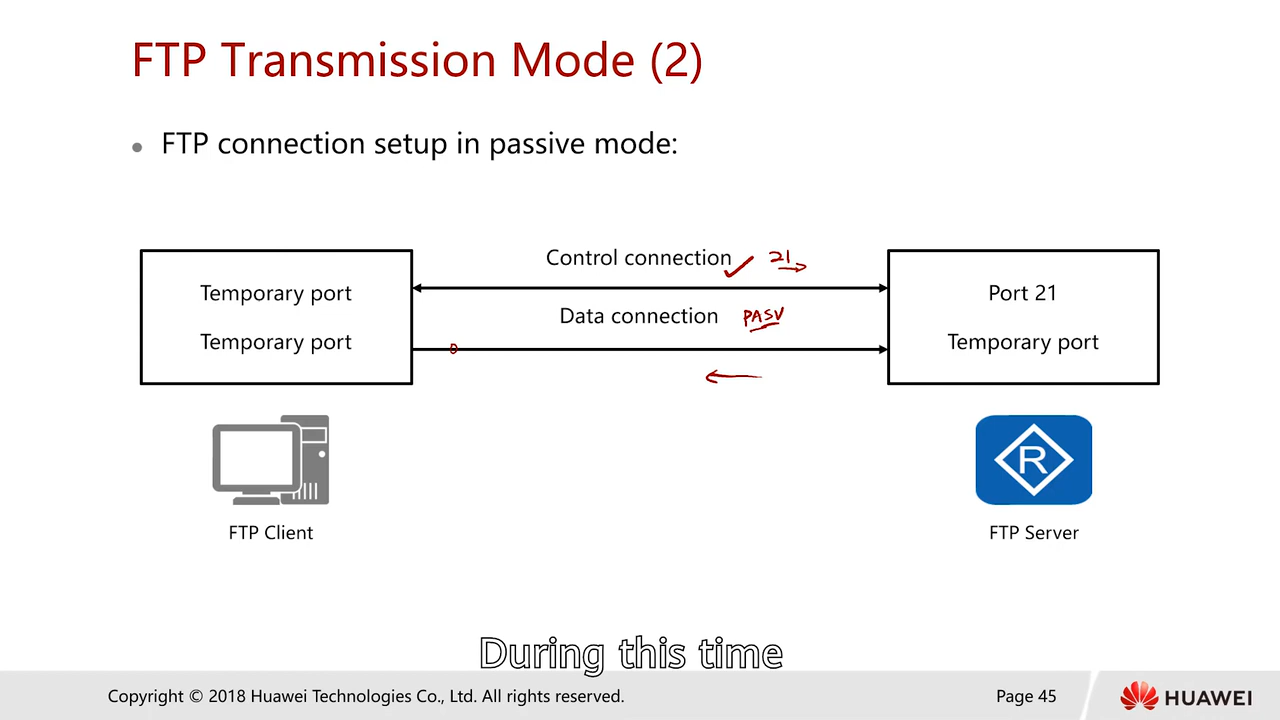 FTP Transmission Mode (2)
• FTP connection setup in passive mode:
Control connection 21
Temporary port
Port 21
Data connection PASV
Temporary port
Temporary port
R
FTP Client
FTP Server
During this time
Copyright © 2018 Huawei Technologies Co., Ltd. All rights reserved.
Page 45
HUAWEI